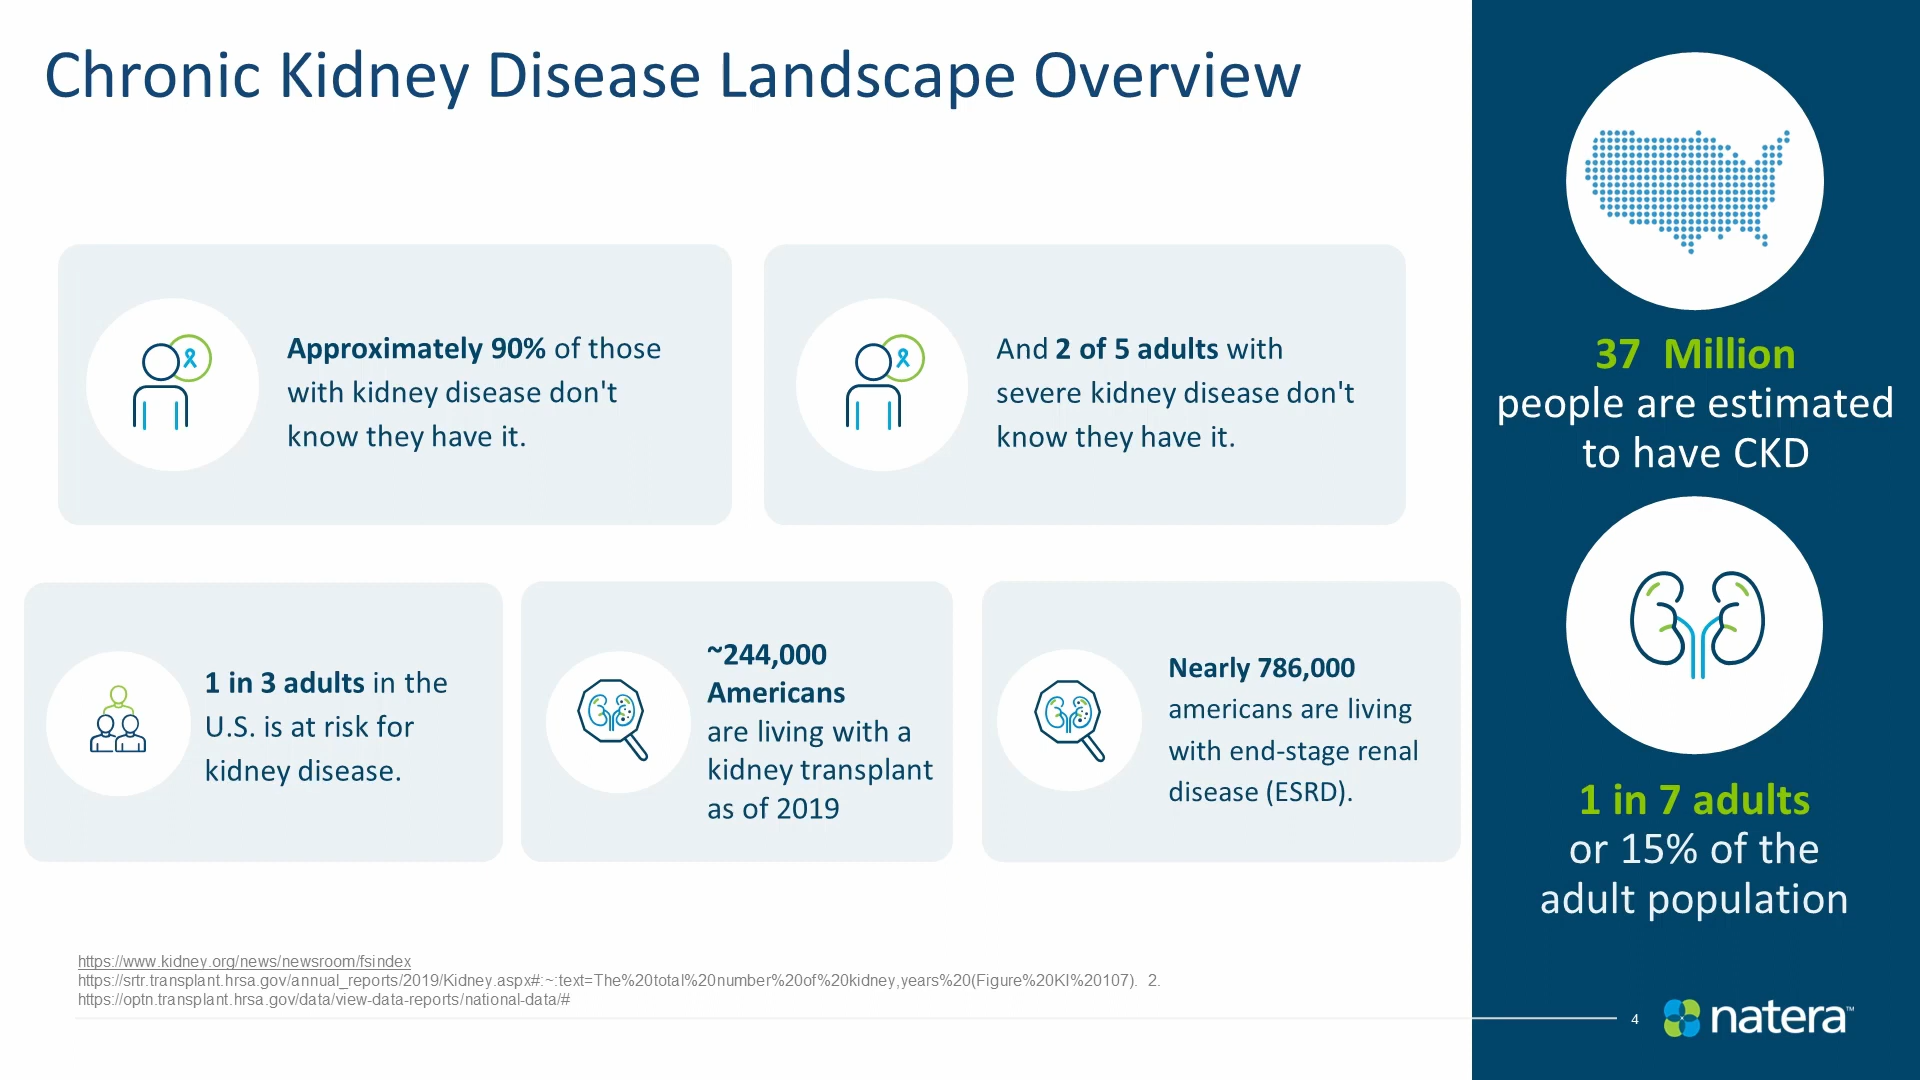 Chronic Kidney Disease Landscape Overview
Approximately 90% of those
with kidney disease don't
know they have it.
And 2 of 5 adults with
severe kidney disease don't
know they have it.
1 in 3 adults in the
U.S. is at risk for
kidney disease.
~244,000
Americans
are living with a
kidney transplant
as of 2019
Nearly 786,000
americans are living
with end-stage renal
disease (ESRD).
37 Million
people are estimated
to have CKD
1 in 7 adults
or 15% of the
adult population
https://www.kidney.org/news/newsroom/fsindex
https://srtr.transplant.hrsa.gov/annual_reports/2019/Kidney.aspx#:~:text=The%20total%20number%20of%20kidney,years%20(Figure%20KI%20107). 2.
https://optn.transplant.hrsa.gov/data/view-data-reports/national-data/#
4
natera™